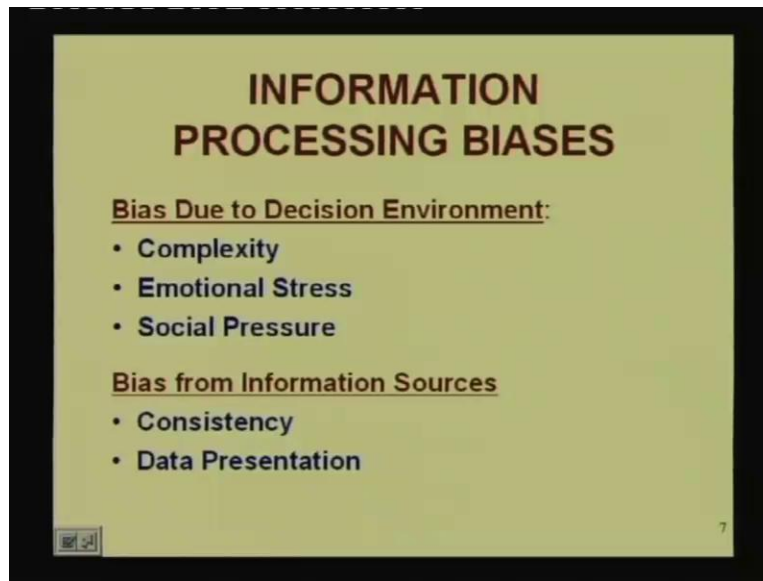 INFORMATION
PROCESSING BIASES
Bias Due to Decision Environment:
• Complexity
• Emotional Stress
• Social Pressure
Bias from Information Sources
• Consistency
• Data Presentation
7